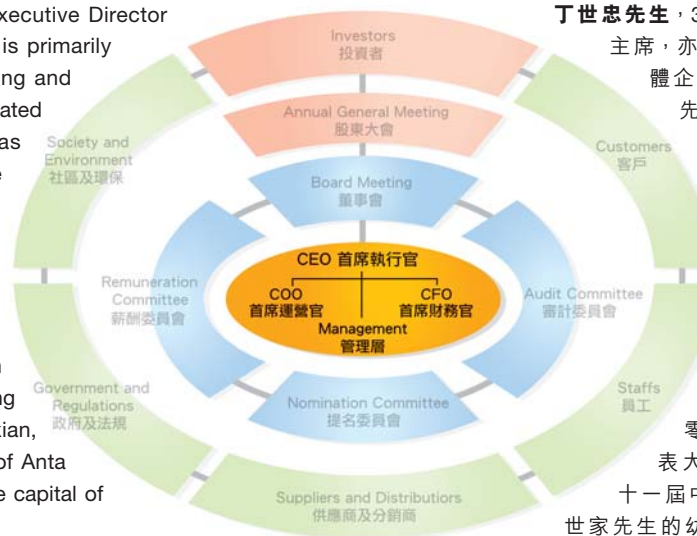 xecutive Director
is primarily
ing and
ated
as
e
ng
of Anta
e capital of
Investors
投資者
Annual General Meeting
股東大會
Society and
Environment
社區及環保
Board Meeting
董事會
Customers
客戶
CEO 首席執行官
COO
首席運營官
CFO
首席財務官
Management
管理層
Remuneration
Committee
薪酬委員會
Audit Committee
審計委員會
Government and
Regulations
政府及法規
Nomination Committee
提名委員會
Staffs
員工
Suppliers and Distributiors
供應商及分銷商
丁世忠先生，3
主席，亦
體企
先
零
表大
十一屆中
世家先生的幼